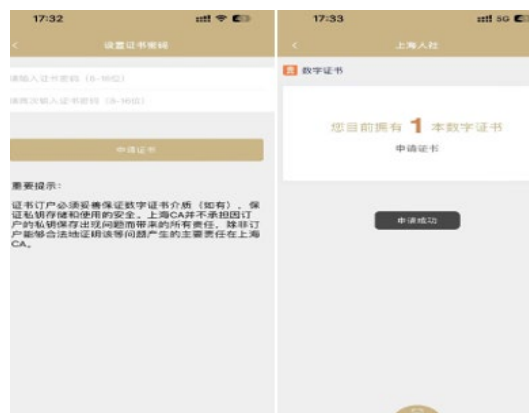 17:32
设置证书密码
请输入证书密码（8-16位）
请再次输入证书密码（8-16位）
申请证书
重要提示：
证书订户必须妥善保证数字证书介质（如有），保
证私钥存储和使用的安全。上海CA并不承担因订
户的私钥保存出现问题而带来的所有责任，除非订
户能够合法地证明该等问题产生的主要责任在上海
CA。
17:33
5G
上海人社
数字证书
您目前拥有 1 本数字证书
申请证书
申请成功